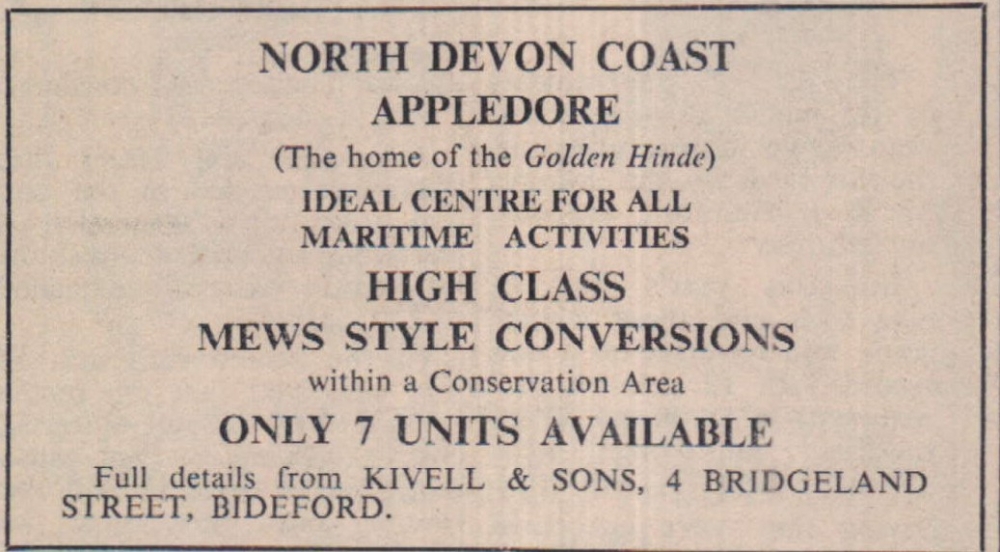 NORTH DEVON COAST
APPLEDORE
(The home of the Golden Hinde)
IDEAL CENTRE FOR ALL
MARITIME ACTIVITIES
HIGH CLASS
MEWS STYLE CONVERSIONS
within a Conservation Area
ONLY 7 UNITS AVAILABLE
Full details from KIVELL & SONS, 4 BRIDGELAND
STREET, BIDEFORD.